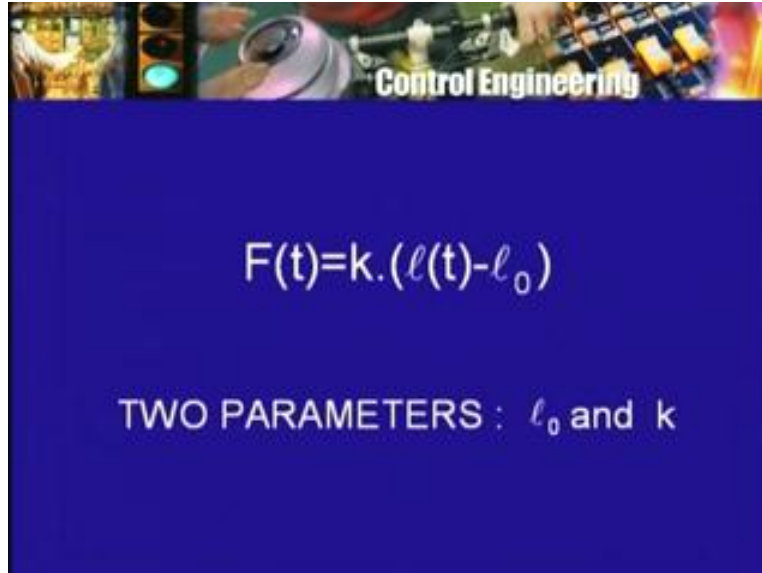 Control Engineering
F(t)=k.(ℓ(t)-ℓ₀)
TWO PARAMETERS : ℓ₀ and k